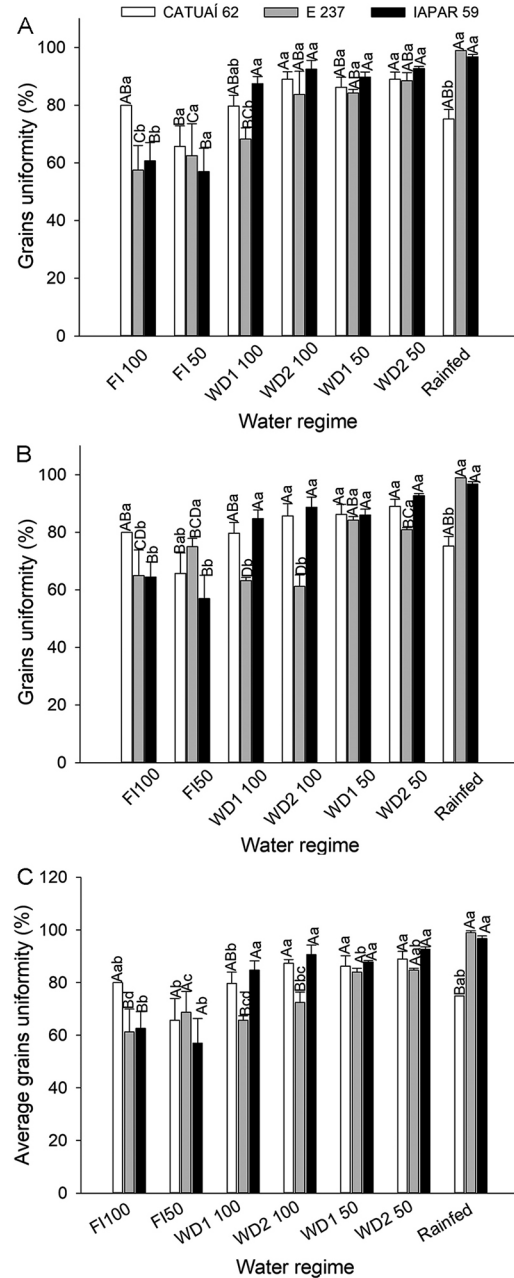 CATUAÍ 62 E 237 IAPAR 59
A
Grains uniformity (%)
100
80
60
40
20
0
ABa Cb Bb Ba Ca Ba ABab BCb Aa Aa ABa Aa ABa ABa Aa Aa ABa Aa ABb Aa Aa
FI 100 FI 50 WD1 100 WD2 100 WD1 50 WD2 50 Rainfed
Water regime
B
Grains uniformity (%)
100
80
60
40
20
0
ABa CDb Bb Bab BCDa Bb ABa Db Aa Aa Db Aa Aa ABa Aa Aa BCa Aa ABb Aa Aa
FI100 FI50 WD1 100 WD2 100 WD1 50 WD2 50 Rainfed
Water regime
C
Average grains uniformity (%)
120
100
80
60
40
20
0
Aab Bd Bb Ab Ac Ab ABb Bcd Aa Aa Bbc Aa Aa Ab Aa Aa Aab Aa Bab Aa Aa
FI100 FI50 WD1 100 WD2 100 WD1 50 WD2 50 Rainfed
Water regime